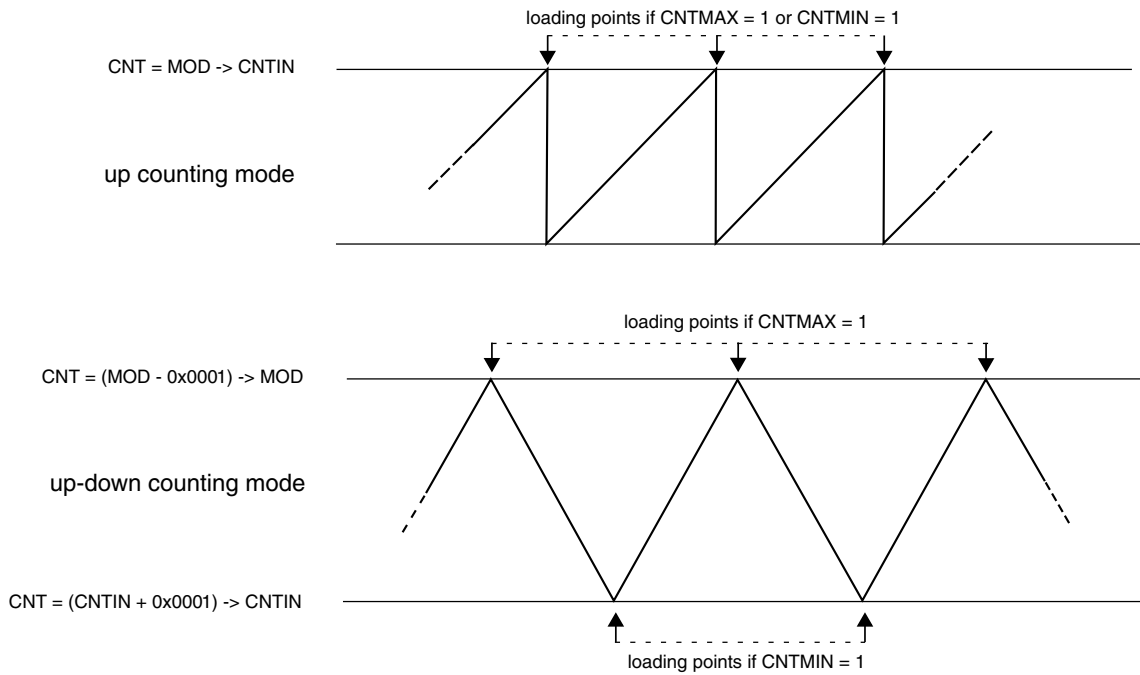 loading points if CNTMAX = 1 or CNTMIN = 1
CNT = MOD -> CNTIN
up counting mode
loading points if CNTMAX = 1
CNT = (MOD - 0x0001) -> MOD
up-down counting mode
CNT = (CNTIN + 0x0001) -> CNTIN
loading points if CNTMIN = 1